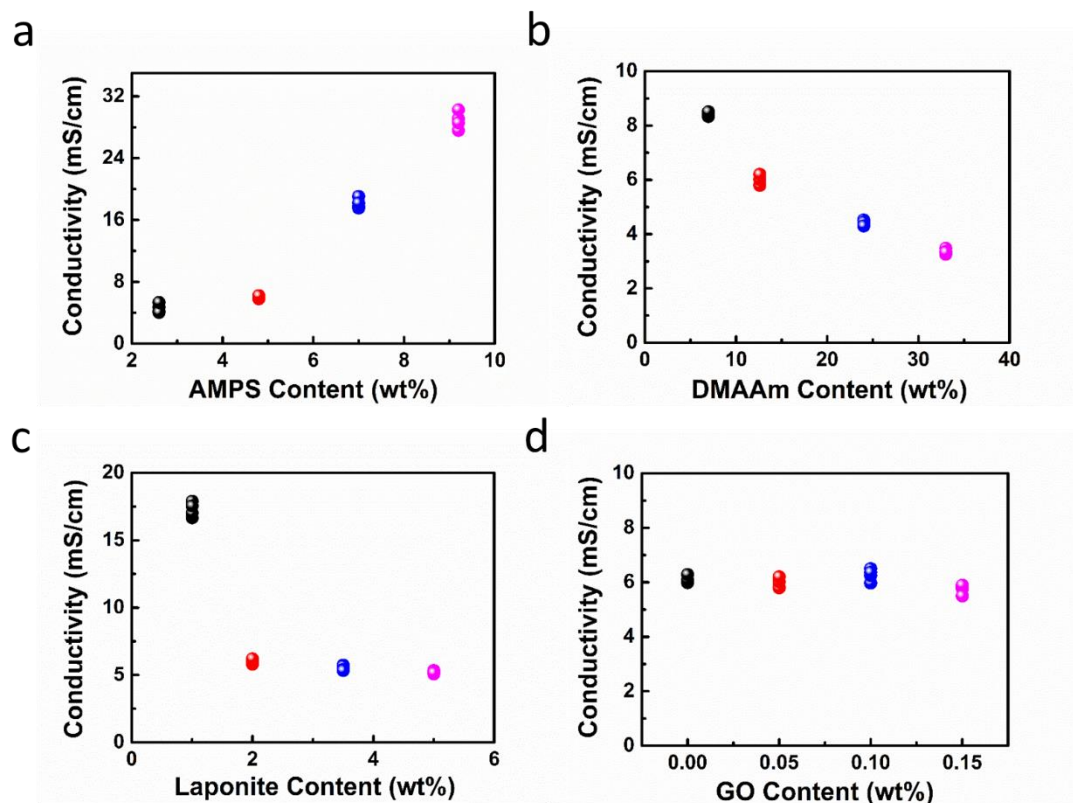 a
Conductivity (mS/cm)
32
24
16
8
0
2 4 6 8 10
AMPS Content (wt%)
b
Conductivity (mS/cm)
10
8
6
4
2
0
0 10 20 30 40
DMAAm Content (wt%)
c
Conductivity (mS/cm)
20
15
10
5
0
0 2 4 6
Laponite Content (wt%)
d
Conductivity (mS/cm)
10
8
6
4
2
0
0.00 0.05 0.10 0.15
GO Content (wt%)